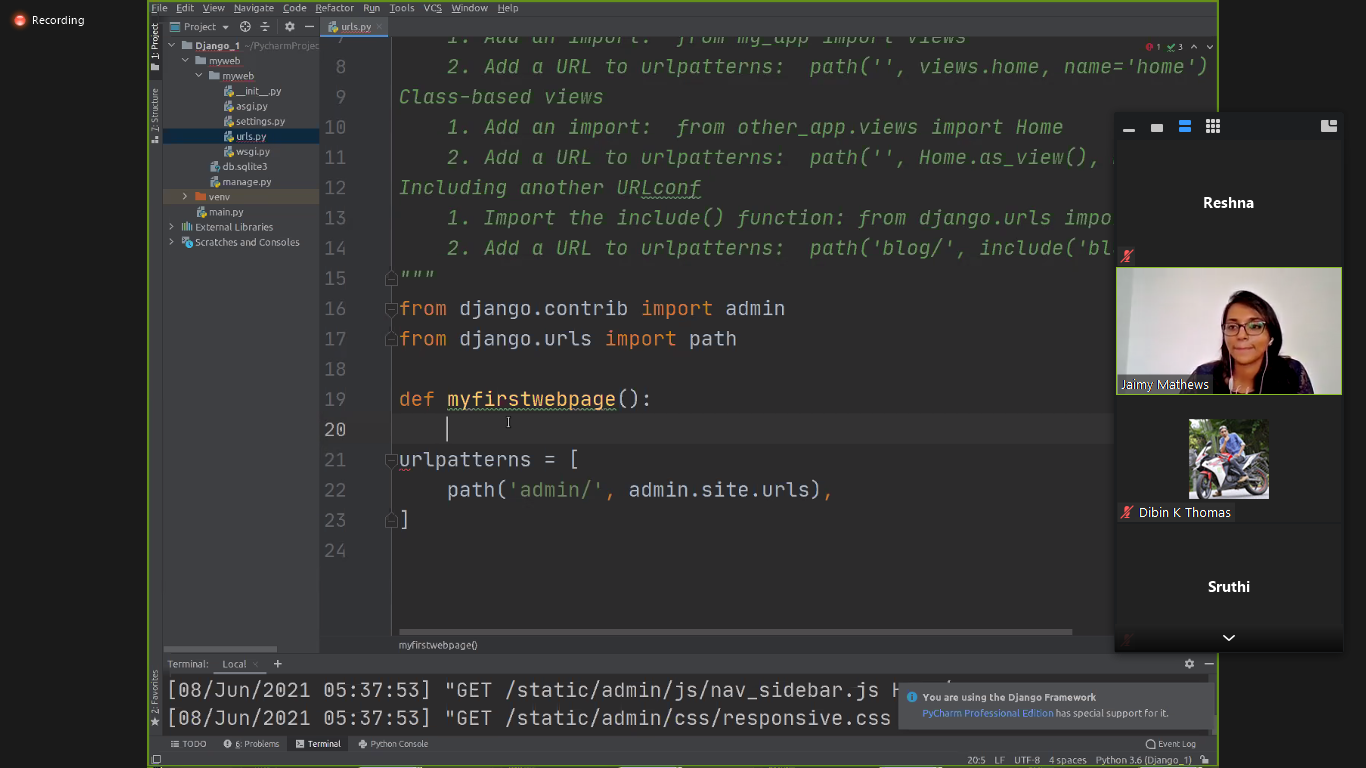 Recording
File Edit View Navigate Code Refactor Run Tools VCS Window Help
Project
urls.py
1: Project
Django_1 ~/PycharmProjec
myweb
myweb
__init__.py
asgi.py
settings.py
urls.py
wsgi.py
db.sqlite3
manage.py
venv
main.py
External Libraries
Scratches and Consoles
Z: Structure
2: Favorites
7 1. Add an import: from my_app import views
8 2. Add a URL to urlpatterns: path('', views.home, name='home')
9 Class-based views
10 1. Add an import: from other_app.views import Home
11 2. Add a URL to urlpatterns: path('', Home.as_view(),
12 Including another URLconf
13 1. Import the include() function: from django.urls impo
14 2. Add a URL to urlpatterns: path('blog/', include('bl
15 """
16 from django.contrib import admin
17 from django.urls import path
18
19 def myfirstwebpage():
20
21 urlpatterns = [
22 path('admin/', admin.site.urls),
23 ]
24
1 3
myfirstwebpage()
Reshna
Jaimy Mathews
Dibin K Thomas
Sruthi
Terminal: Local +
[08/Jun/2021 05:37:53] "GET /static/admin/js/nav_sidebar.js
[08/Jun/2021 05:37:53] "GET /static/admin/css/responsive.css
You are using the Django Framework
PyCharm Professional Edition has special support for it.
TODO 6: Problems Terminal Python Console Event Log
20:5 LF UTF-8 4 spaces Python 3.6 (Django_1)